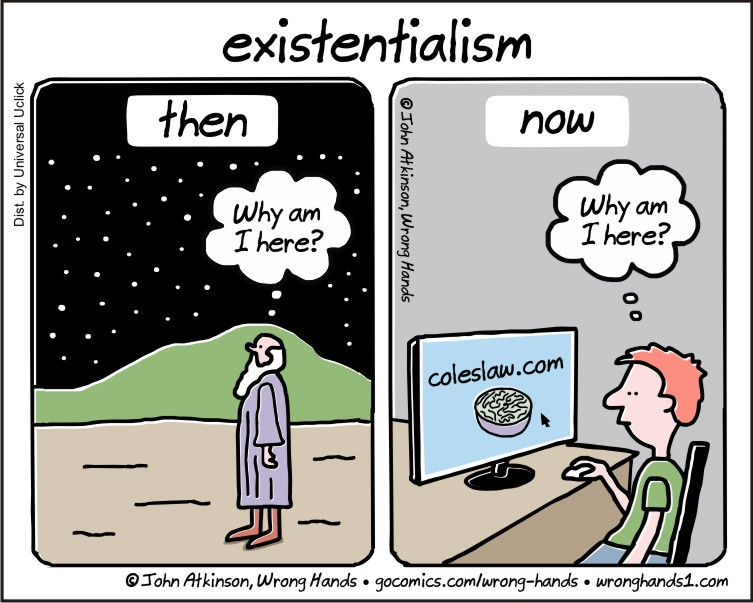 existentialism
Dist. by Universal Uclick
then
Why am
I here?
© John Atkinson, Wrong Hands
now
Why am
I here?
coleslaw.com
© John Atkinson, Wrong Hands • gocomics.com/wrong-hands • wronghands1.com